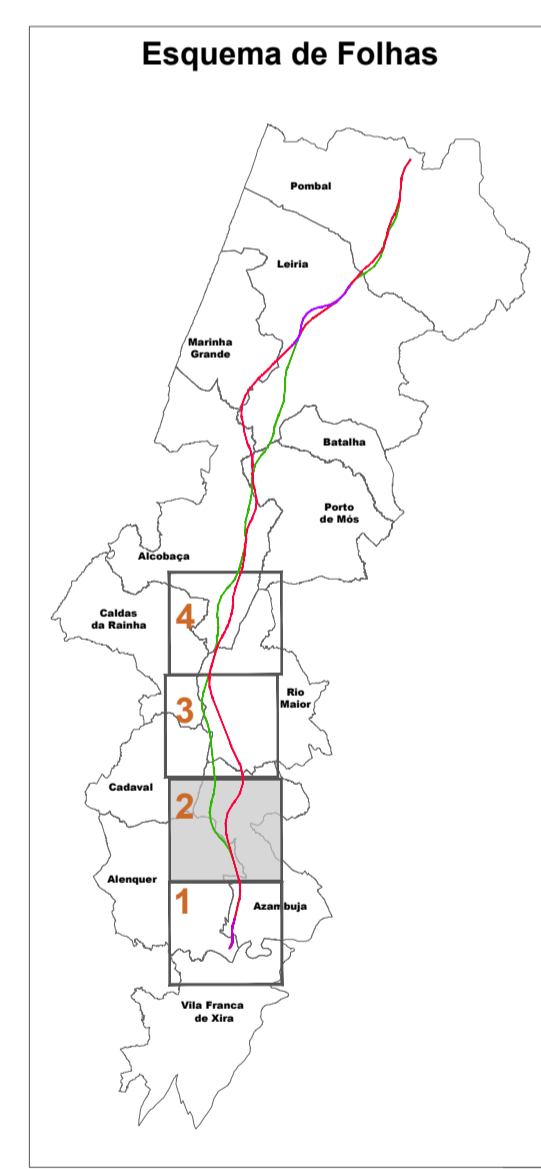 Esquema de Folhas
Pombal
Leiria
Marinha
Grande
Batalha
Porto
de Mós
Alcobaça
Caldas
da Rainha
4
3
Rio
Maior
Cadaval
2
Alenquer
1
Azambuja
Vila Franca
de Xira